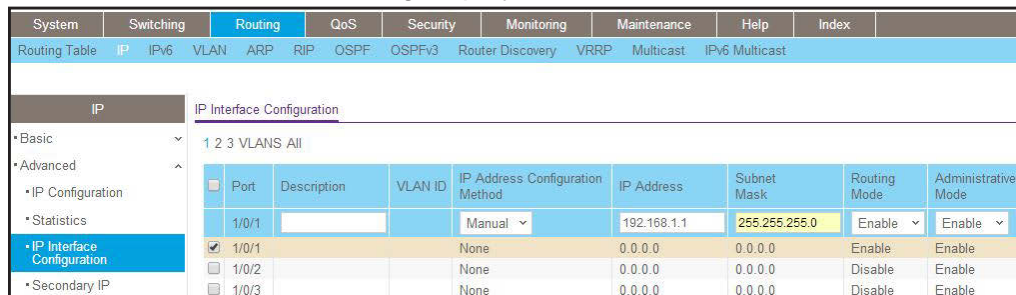 System Switching Routing QoS Security Monitoring Maintenance Help Index
Routing Table IP IPv6 VLAN ARP RIP OSPF OSPFv3 Router Discovery VRRP Multicast IPv6 Multicast
IP
IP Interface Configuration
Basic
1 2 3 VLANS All
Advanced
IP Configuration
Statistics
IP Interface
Configuration
Secondary IP
Port Description VLAN ID IP Address Configuration Method IP Address Subnet Mask Routing Mode Administrative Mode
1/0/1 Manual 192.168.1.1 255.255.255.0 Enable Enable
1/0/1 None 0.0.0.0 0.0.0.0 Enable Enable
1/0/2 None 0.0.0.0 0.0.0.0 Disable Enable
1/0/3 None 0.0.0.0 0.0.0.0 Disable Enable